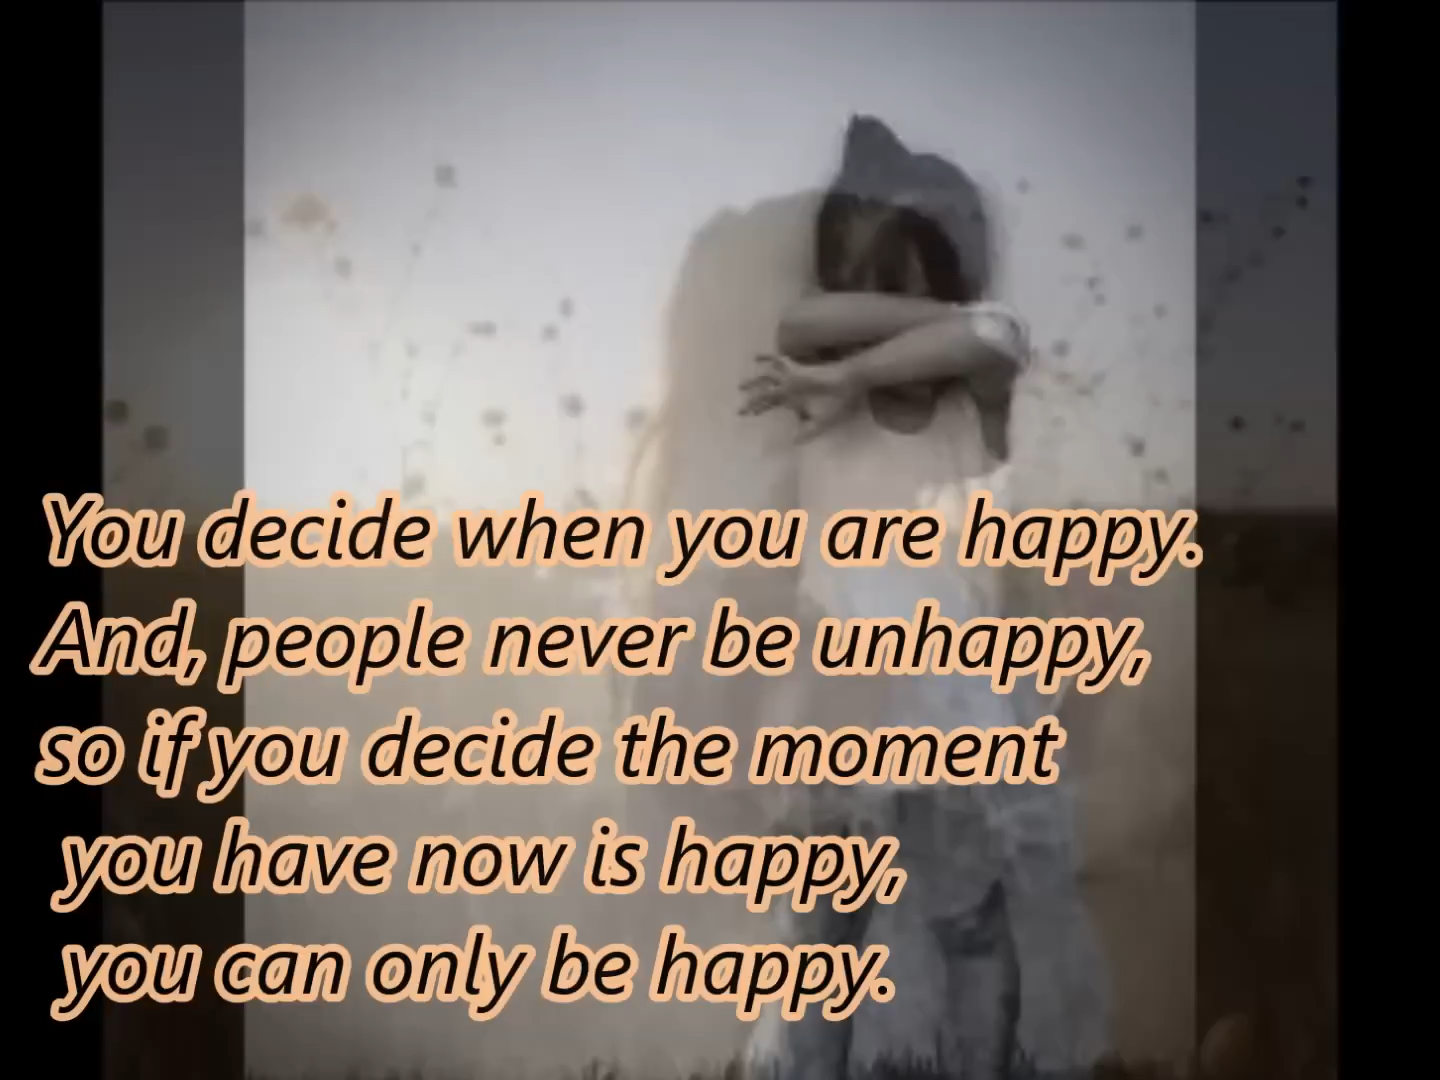 You decide when you are happy.
And, people never be unhappy,
so if you decide the moment
you have now is happy,
you can only be happy.